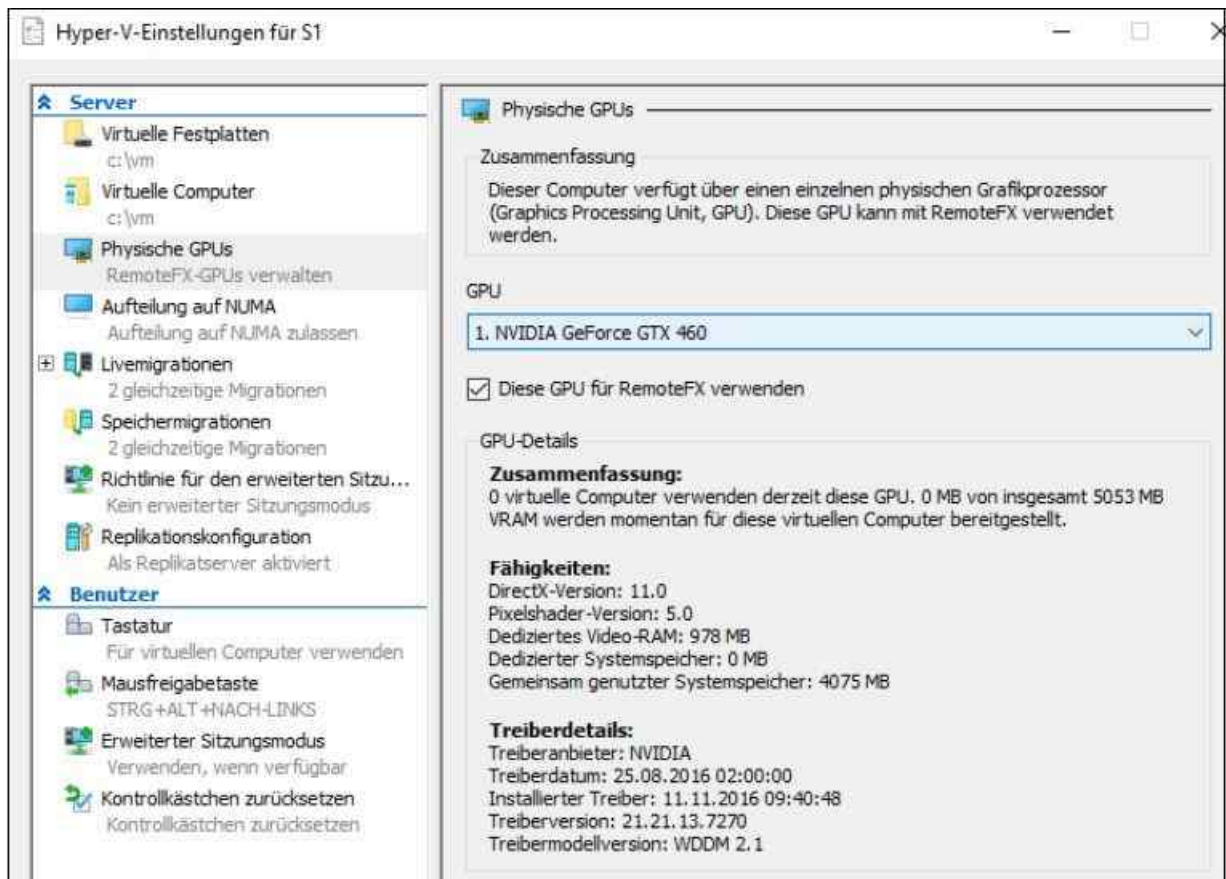 Hyper-V-Einstellungen für S1
Server
Virtuelle Festplatten
c:\vm
Virtuelle Computer
c:\vm
Physische GPUs
RemoteFX-GPUs verwalten
Aufteilung auf NUMA
Aufteilung auf NUMA zulassen
Livemigrationen
2 gleichzeitige Migrationen
Speichermigrationen
2 gleichzeitige Migrationen
Richtlinie für den erweiterten Sitzu...
Kein erweiterter Sitzungsmodus
Replikationskonfiguration
Als Replikatserver aktiviert
Benutzer
Tastatur
Für virtuellen Computer verwenden
Mausfreigabetaste
STRG+ALT+NACH-LINKS
Erweiterter Sitzungsmodus
Verwenden, wenn verfügbar
Kontrollkästchen zurücksetzen
Kontrollkästchen zurücksetzen
Physische GPUs
Zusammenfassung
Dieser Computer verfügt über einen einzelnen physischen Grafikprozessor
(Graphics Processing Unit, GPU). Diese GPU kann mit RemoteFX verwendet
werden.
GPU
1. NVIDIA GeForce GTX 460
Diese GPU für RemoteFX verwenden
GPU-Details
Zusammenfassung:
0 virtuelle Computer verwenden derzeit diese GPU. 0 MB von insgesamt 5053 MB
VRAM werden momentan für diese virtuellen Computer bereitgestellt.
Fähigkeiten:
DirectX-Version: 11.0
Pixelshader-Version: 5.0
Dediziertes Video-RAM: 978 MB
Dedizierter Systemspeicher: 0 MB
Gemeinsam genutzter Systemspeicher: 4075 MB
Treiberdetails:
Treiberanbieter: NVIDIA
Treiberdatum: 25.08.2016 02:00:00
Installierter Treiber: 11.11.2016 09:40:48
Treiberversion: 21.21.13.7270
Treibermodellversion: WDDM 2.1